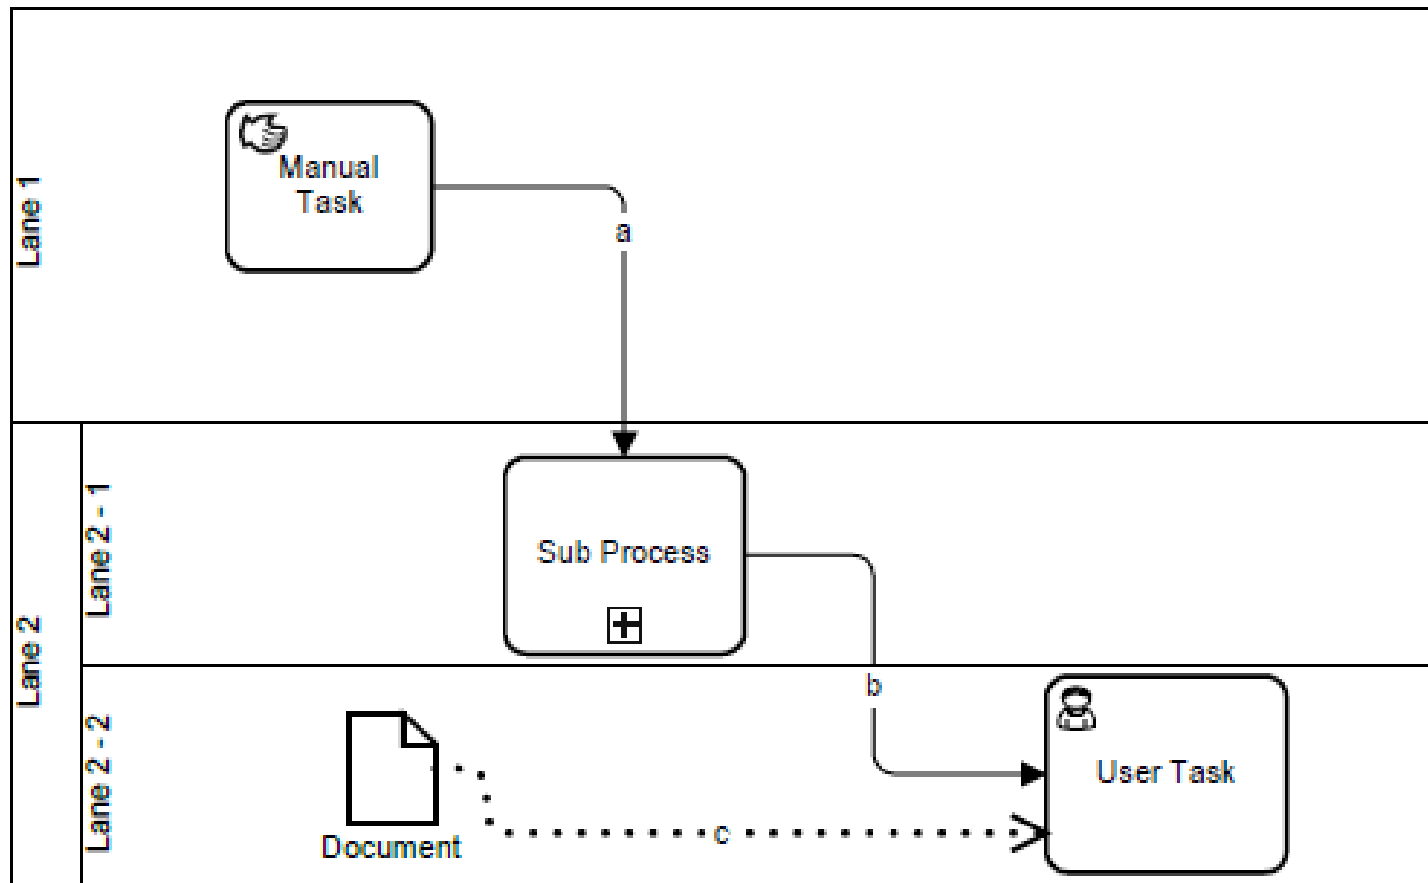 Lane 1
Manual
Task
a
Lane 2
Lane 2 - 1
Sub Process
b
Lane 2 - 2
User Task
c
Document